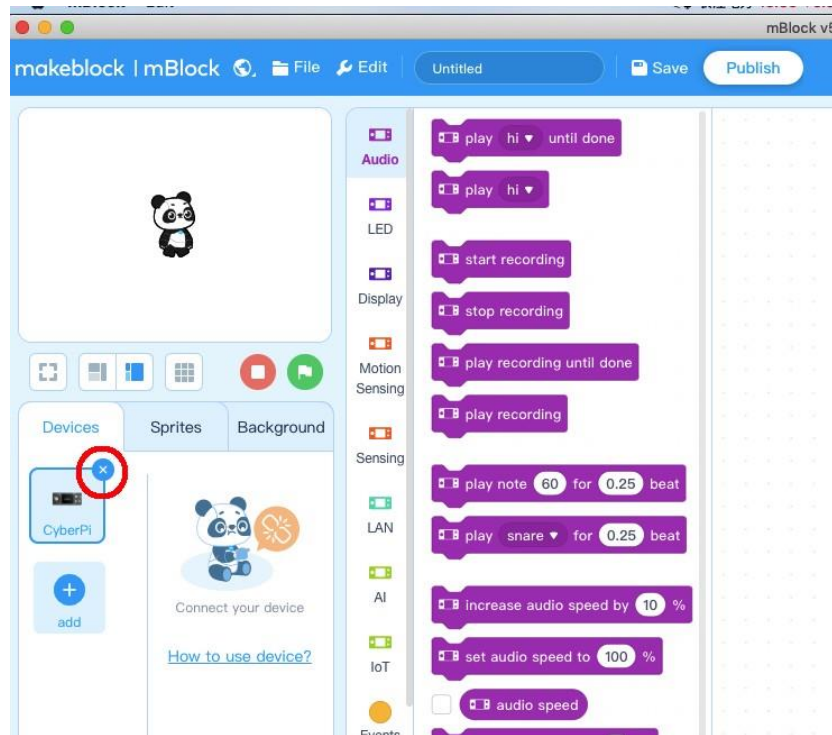 mBlock v5
makeblock | mBlock File Edit Untitled Save Publish
Audio
LED
Display
Motion
Sensing
Sensing
LAN
AI
IoT
Events
play hi until done
play hi
start recording
stop recording
play recording until done
play recording
play note 60 for 0.25 beat
play snare for 0.25 beat
increase audio speed by 10 %
set audio speed to 100 %
audio speed
Devices Sprites Background
CyberPi
add
Connect your device
How to use device?